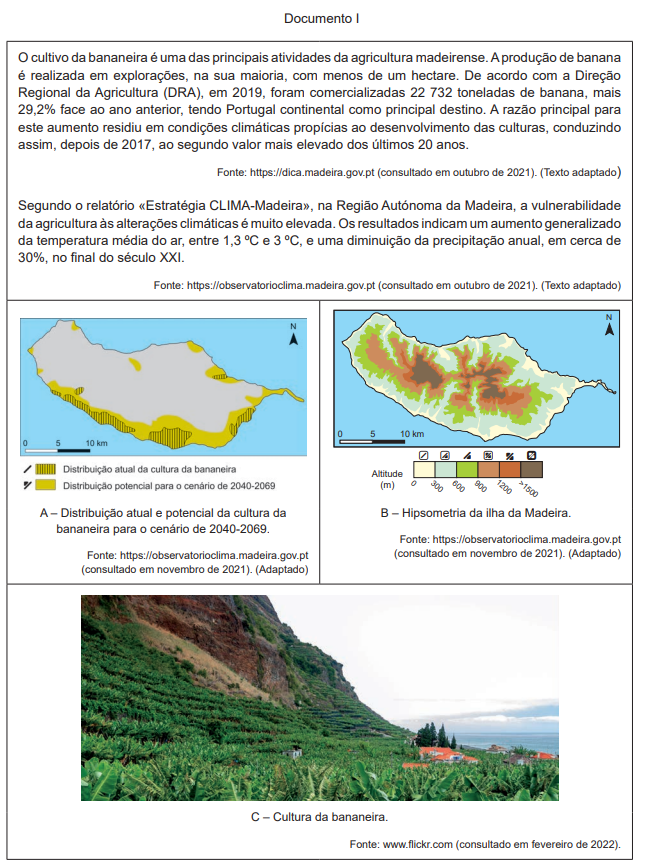 Documento I
O cultivo da bananeira é uma das principais atividades da agricultura madeirense. A produção de banana
é realizada em explorações, na sua maioria, com menos de um hectare. De acordo com a Direção
Regional da Agricultura (DRA), em 2019, foram comercializadas 22 732 toneladas de banana, mais
29,2% face ao ano anterior, tendo Portugal continental como principal destino. A razão principal para
este aumento residiu em condições climáticas propícias ao desenvolvimento das culturas, conduzindo
assim, depois de 2017, ao segundo valor mais elevado dos últimos 20 anos.
Fonte: https://dica.madeira.gov.pt (consultado em outubro de 2021). (Texto adaptado)
Segundo o relatório «Estratégia CLIMA-Madeira», na Região Autónoma da Madeira, a vulnerabilidade
da agricultura às alterações climáticas é muito elevada. Os resultados indicam um aumento generalizado
da temperatura média do ar, entre 1,3 ºC e 3 ºC, e uma diminuição da precipitação anual, em cerca de
30%, no final do século XXI.
Fonte: https://observatorioclima.madeira.gov.pt (consultado em outubro de 2021). (Texto adaptado)
N
0 5 10 km
Distribuição atual da cultura da bananeira
Distribuição potencial para o cenário de 2040-2069
A – Distribuição atual e potencial da cultura da
bananeira para o cenário de 2040-2069.
Fonte: https://observatorioclima.madeira.gov.pt
(consultado em novembro de 2021). (Adaptado)
N
0 5 10 km
Altitude
(m)
0 300 600 900 1200 >1500
B – Hipsometria da ilha da Madeira.
Fonte: https://observatorioclima.madeira.gov.pt
(consultado em novembro de 2021). (Adaptado)
C – Cultura da bananeira.
Fonte: www.flickr.com (consultado em fevereiro de 2022).